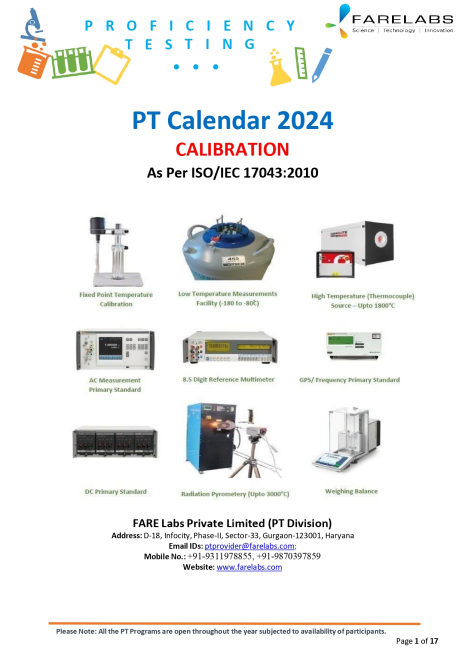 P R O F I C I E N C Y
T E S T I N G
FARELABS
Science | Technology | Innovation
PT Calendar 2024
CALIBRATION
As Per ISO/IEC 17043:2010
Fixed Point Temperature
Calibration
Low Temperature Measurements
Facility (-180 to -80℃)
High Temperature (Thermocouple)
Source – Upto 1800°C
AC Measurement
Primary Standard
8.5 Digit Reference Multimeter
GPS/ Frequency Primary Standard
DC Primary Standard
Radiation Pyrometery (Upto 3000°C)
Weighing Balance
FARE Labs Private Limited (PT Division)
Address: D-18, Infocity, Phase-II, Sector-33, Gurgaon-123001, Haryana
Email IDs: ptprovider@farelabs.com;
Mobile No.: +91-9311978855, +91-9870397859
Website: www.farelabs.com
Please Note: All the PT Programs are open throughout the year subjected to availability of participants.
Page 1 of 17